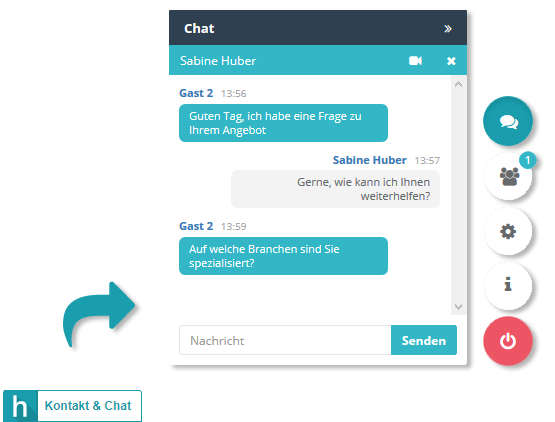 Chat
Sabine Huber
Gast 2 13:56
Guten Tag, ich habe eine Frage zu
Ihrem Angebot
Sabine Huber 13:57
Gerne, wie kann ich Ihnen
weiterhelfen?
Gast 2 13:59
Auf welche Branchen sind Sie
spezialisiert?
Nachricht Senden
1
h Kontakt & Chat